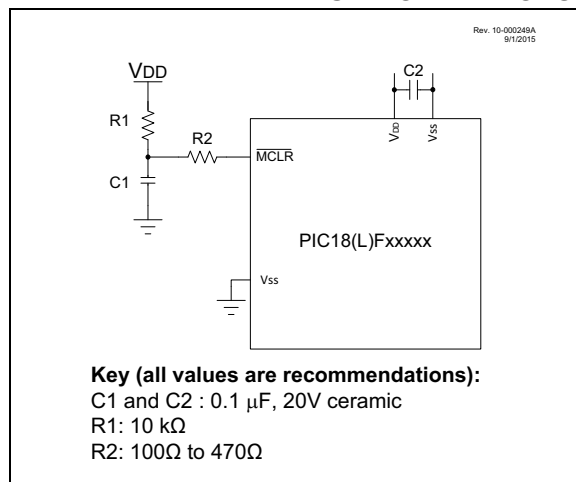 Rev. 10-000249A
9/1/2015
VDD
C2
R1
R2
VDD
Vss
MCLR
C1
PIC18(L)Fxxxxx
Vss
Key (all values are recommendations):
C1 and C2 : 0.1 μF, 20V ceramic
R1: 10 kΩ
R2: 100Ω to 470Ω